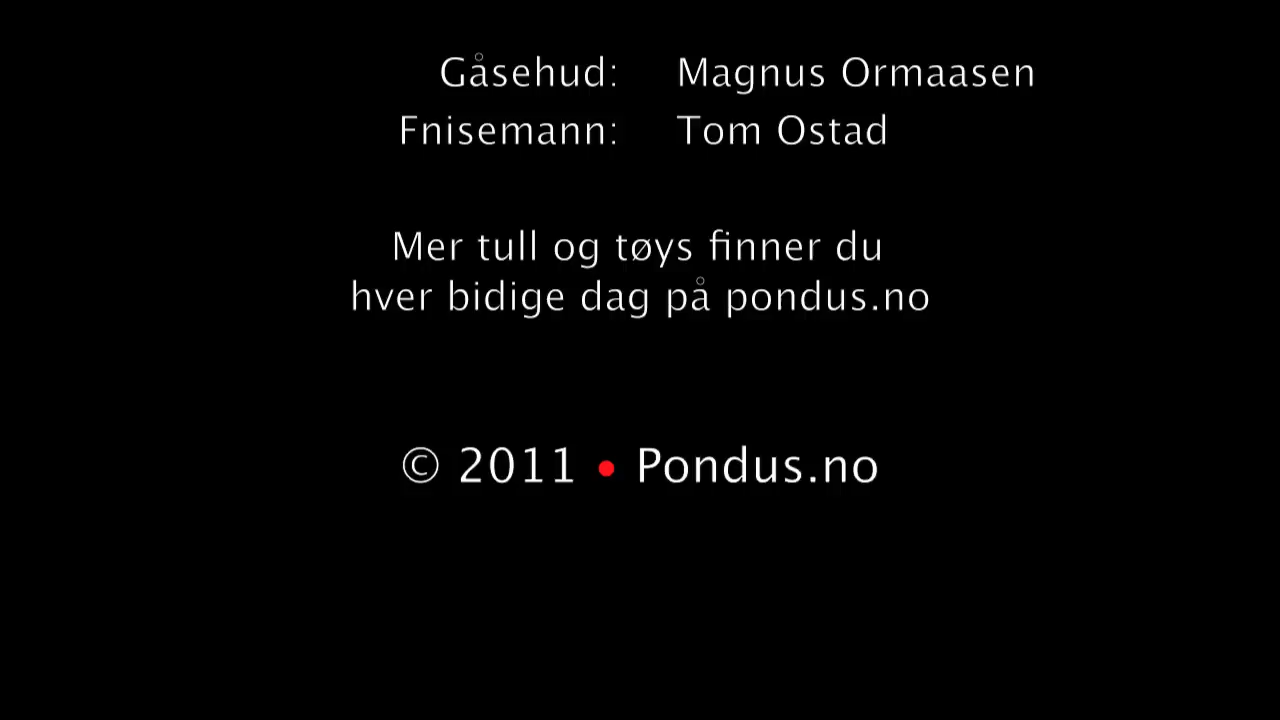 Gåsehud: Magnus Ormaasen
Fnisemann: Tom Ostad
Mer tull og tøys finner du
hver bidige dag på pondus.no
© 2011 • Pondus.no